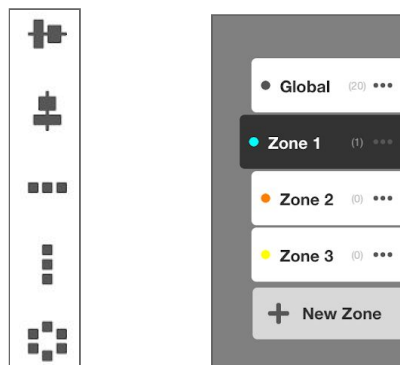 Global (20)
Zone 1 (1)
Zone 2 (0)
Zone 3 (0)
New Zone